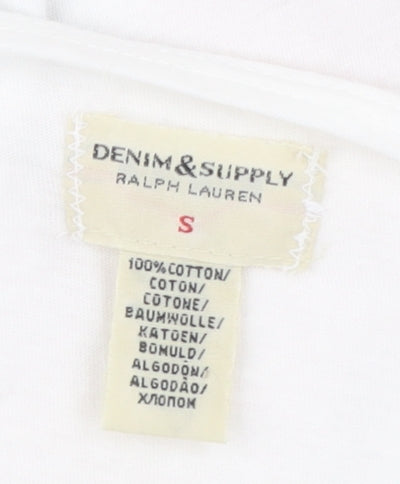 DENIM&SUPPLY
RALPH LAUREN
S
100%COTTON/
COTON/
COTONE/
BAUMWOLLE/
KATOEN/
BOMULD/
ALGODÓN/
ALGODÃO/
ХЛОПОК